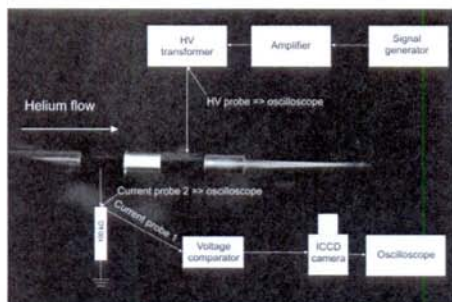 HV
transformer
Amplifier
Signal
generator
HV probe => oscilloscope
Helium flow
Current probe 2 => oscilloscope
Current probe 1
Voltage
comparator
ICCD
camera
Oscilloscope